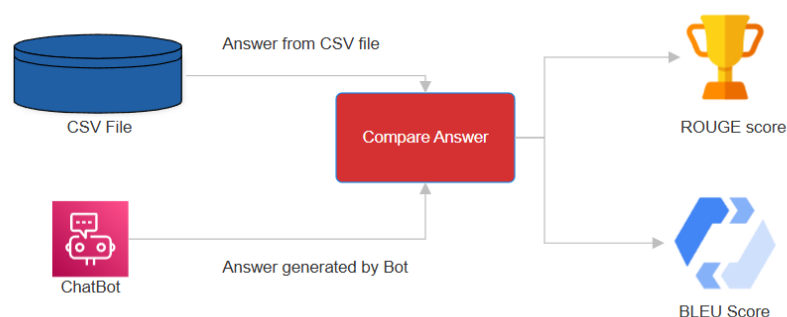 Answer from CSV file
CSV File
Compare Answer
ROUGE score
ChatBot
Answer generated by Bot
BLEU Score